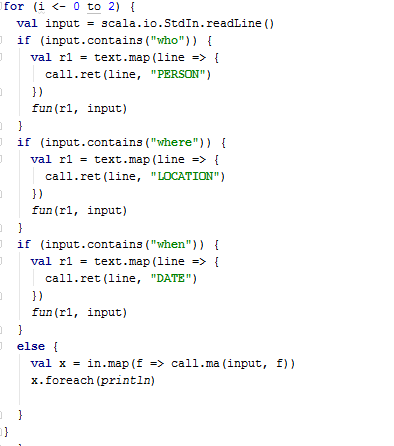 for (i <- 0 to 2) {
  val input = scala.io.StdIn.readLine()
  if (input.contains("who")) {
    val r1 = text.map(line => {
      call.ret(line, "PERSON")
    })
    fun(r1, input)
  }
  if (input.contains("where")) {
    val r1 = text.map(line => {
      call.ret(line, "LOCATION")
    })
    fun(r1, input)
  }
  if (input.contains("when")) {
    val r1 = text.map(line => {
      call.ret(line, "DATE")
    })
    fun(r1, input)
  }
  else {
    val x = in.map(f => call.ma(input, f))
    x.foreach(println)

  }
}